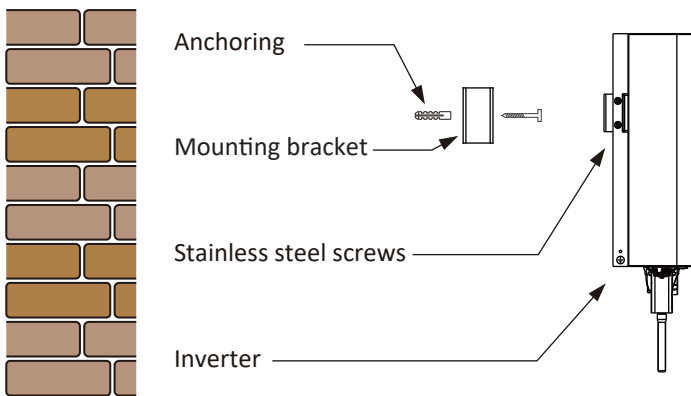 Anchoring
Mounting bracket
Stainless steel screws
Inverter